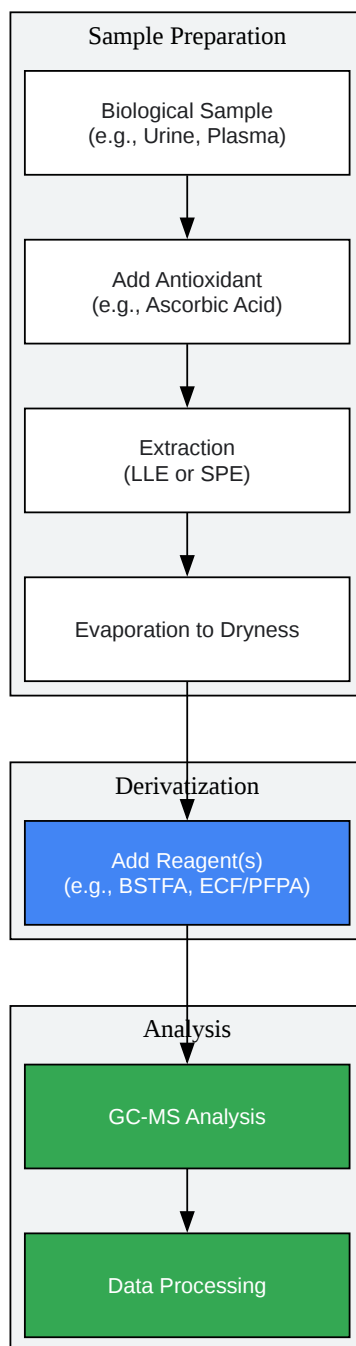 Sample Preparation
Biological Sample
(e.g., Urine, Plasma)
Add Antioxidant
(e.g., Ascorbic Acid)
Extraction
(LLE or SPE)
Evaporation to Dryness
Derivatization
Add Reagent(s)
(e.g., BSTFA, ECF/PFPA)
Analysis
GC-MS Analysis
Data Processing